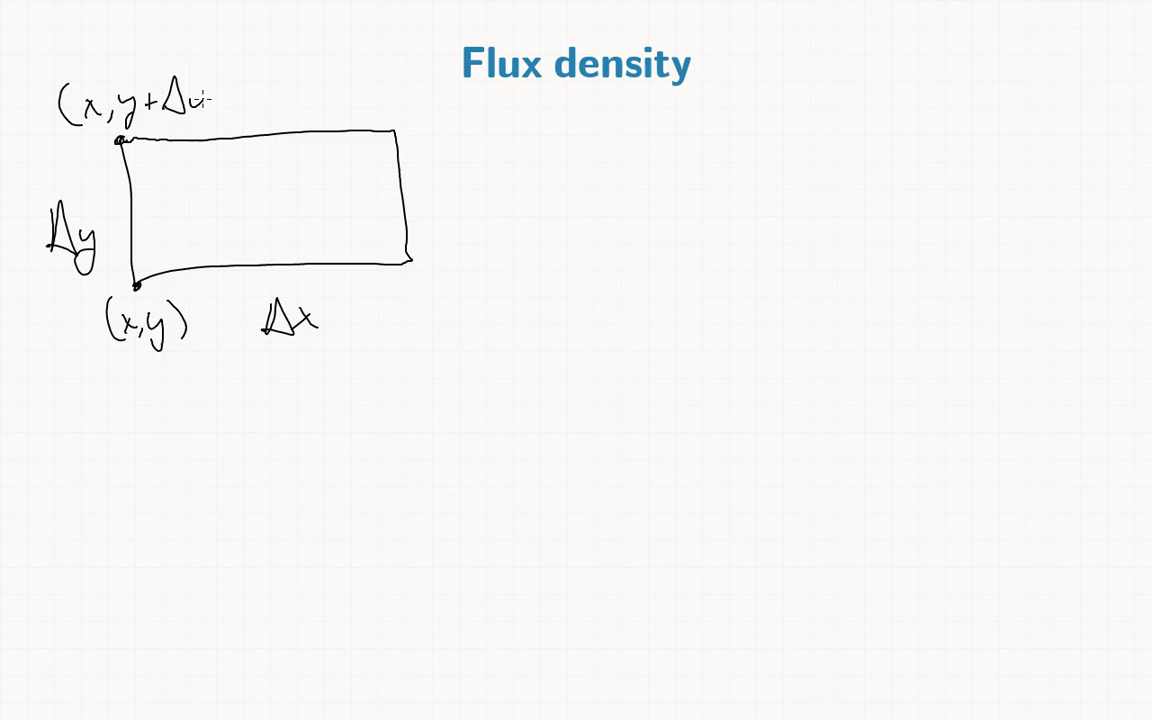 Flux density
(x, y+Δ
Δy
(x,y)
Δx